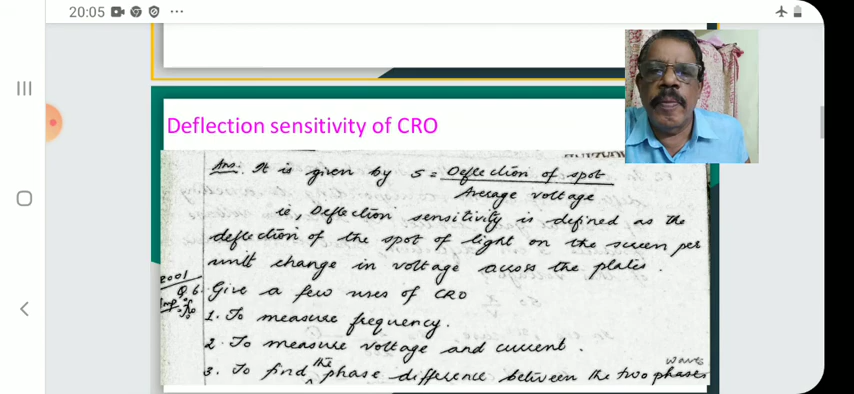 20:05
Deflection sensitivity of CRO
Ans. It is given by S = Deflection of spot
Average voltage
ie, Deflection sensitivity is defined as the
deflection of the spot of light on the screen per
unit change in voltage across the plates.
2001
Q 6. Give a few uses of CRO
Imp.
1. To measure frequency.
2. To measure voltage and current.
waves
3. To find the phase difference between the two phases